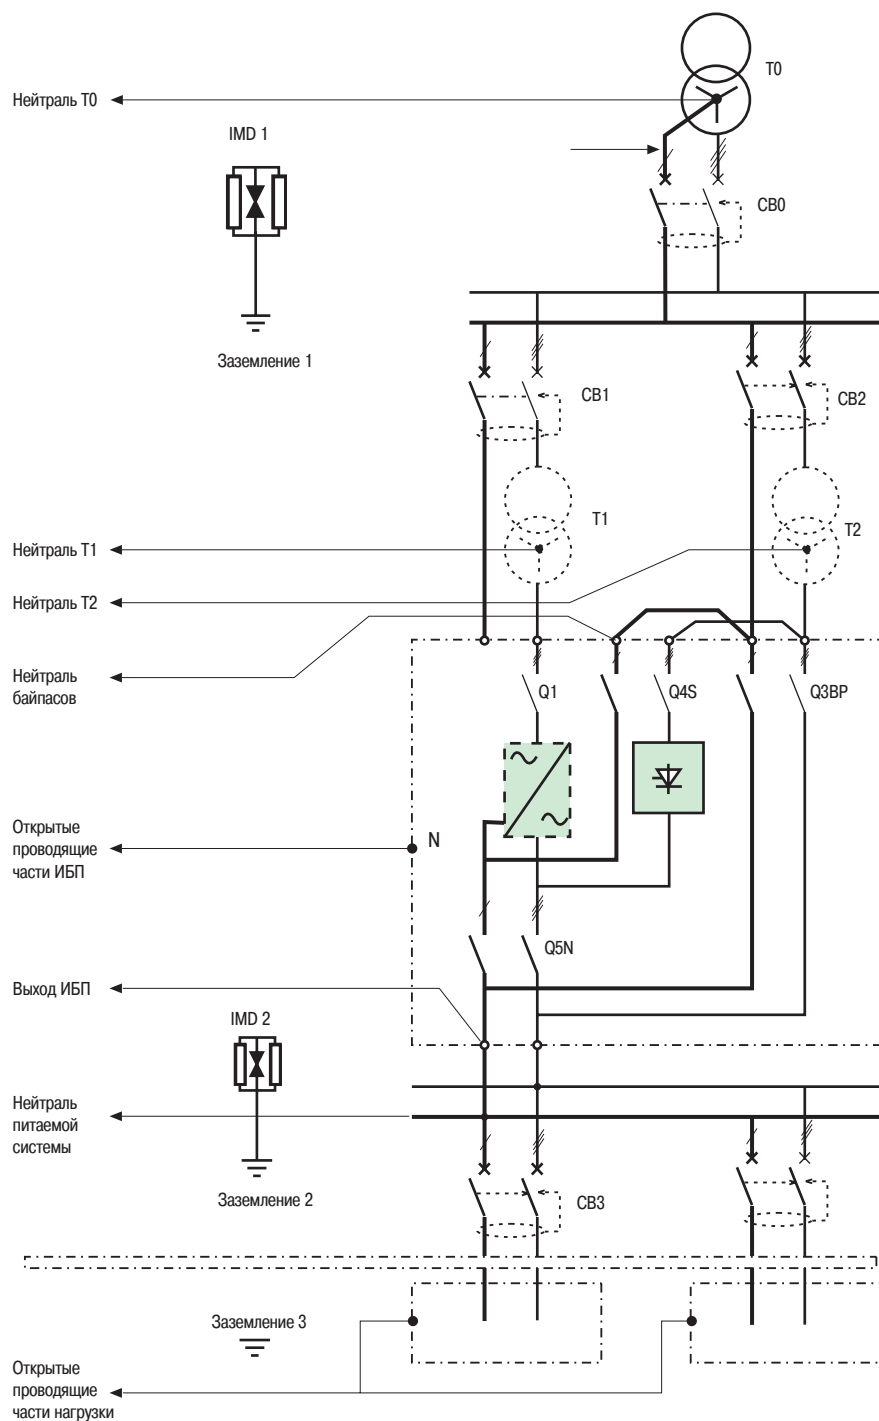 T0
Нейтраль T0
IMD 1
CB0
Заземление 1
CB1
CB2
T1
T2
Нейтраль T1
Нейтраль T2
Нейтраль
байпасов
Q1
Q4S
Q3BP
Открытые
проводящие
части ИБП
N
Q5N
Выход ИБП
IMD 2
Нейтраль
питаемой
системы
Заземление 2
CB3
Заземление 3
Открытые
проводящие
части нагрузки